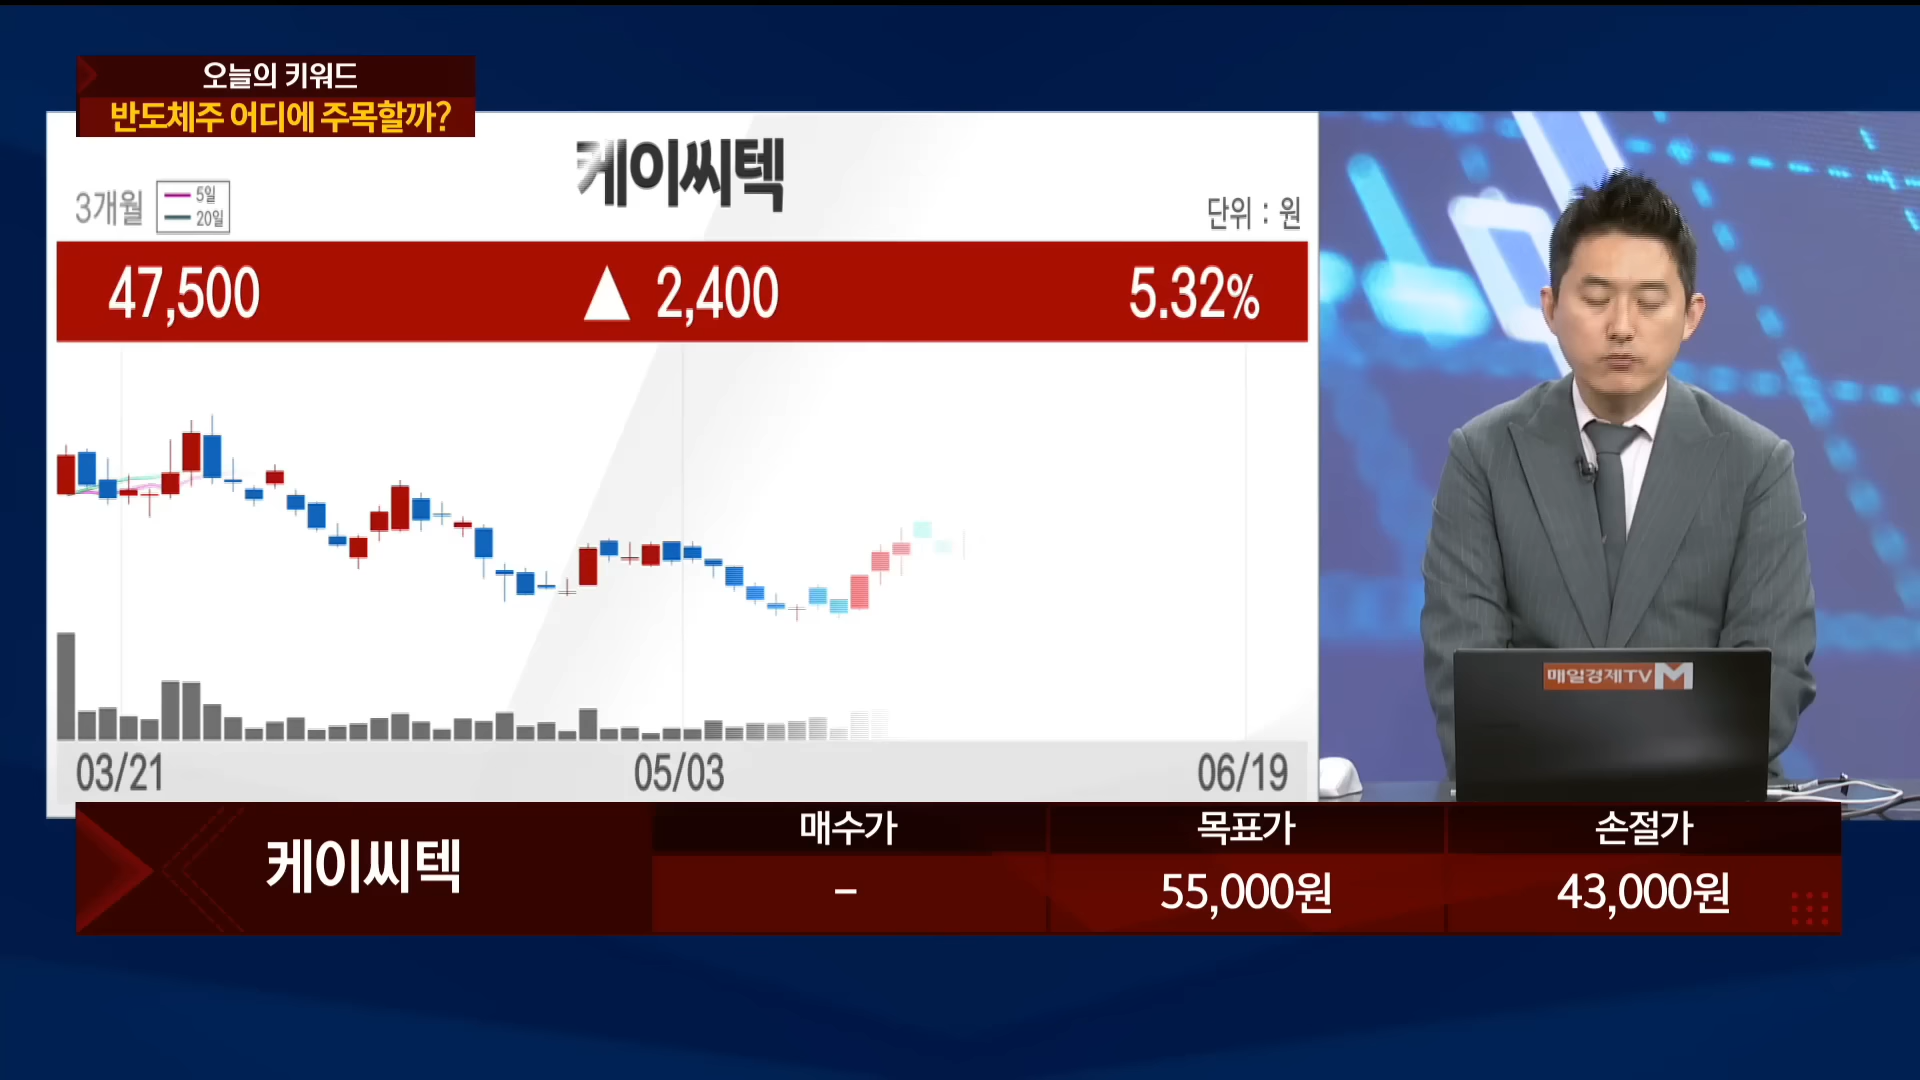 오늘의 키워드
반도체주 어디에 주목할까?
케이씨텍
3개월
5일
20일
단위 : 원
47,500 ▲ 2,400 5.32%
03/21 05/03 06/19
매일경제TV M
케이씨텍
매수가 목표가 손절가
– 55,000원 43,000원